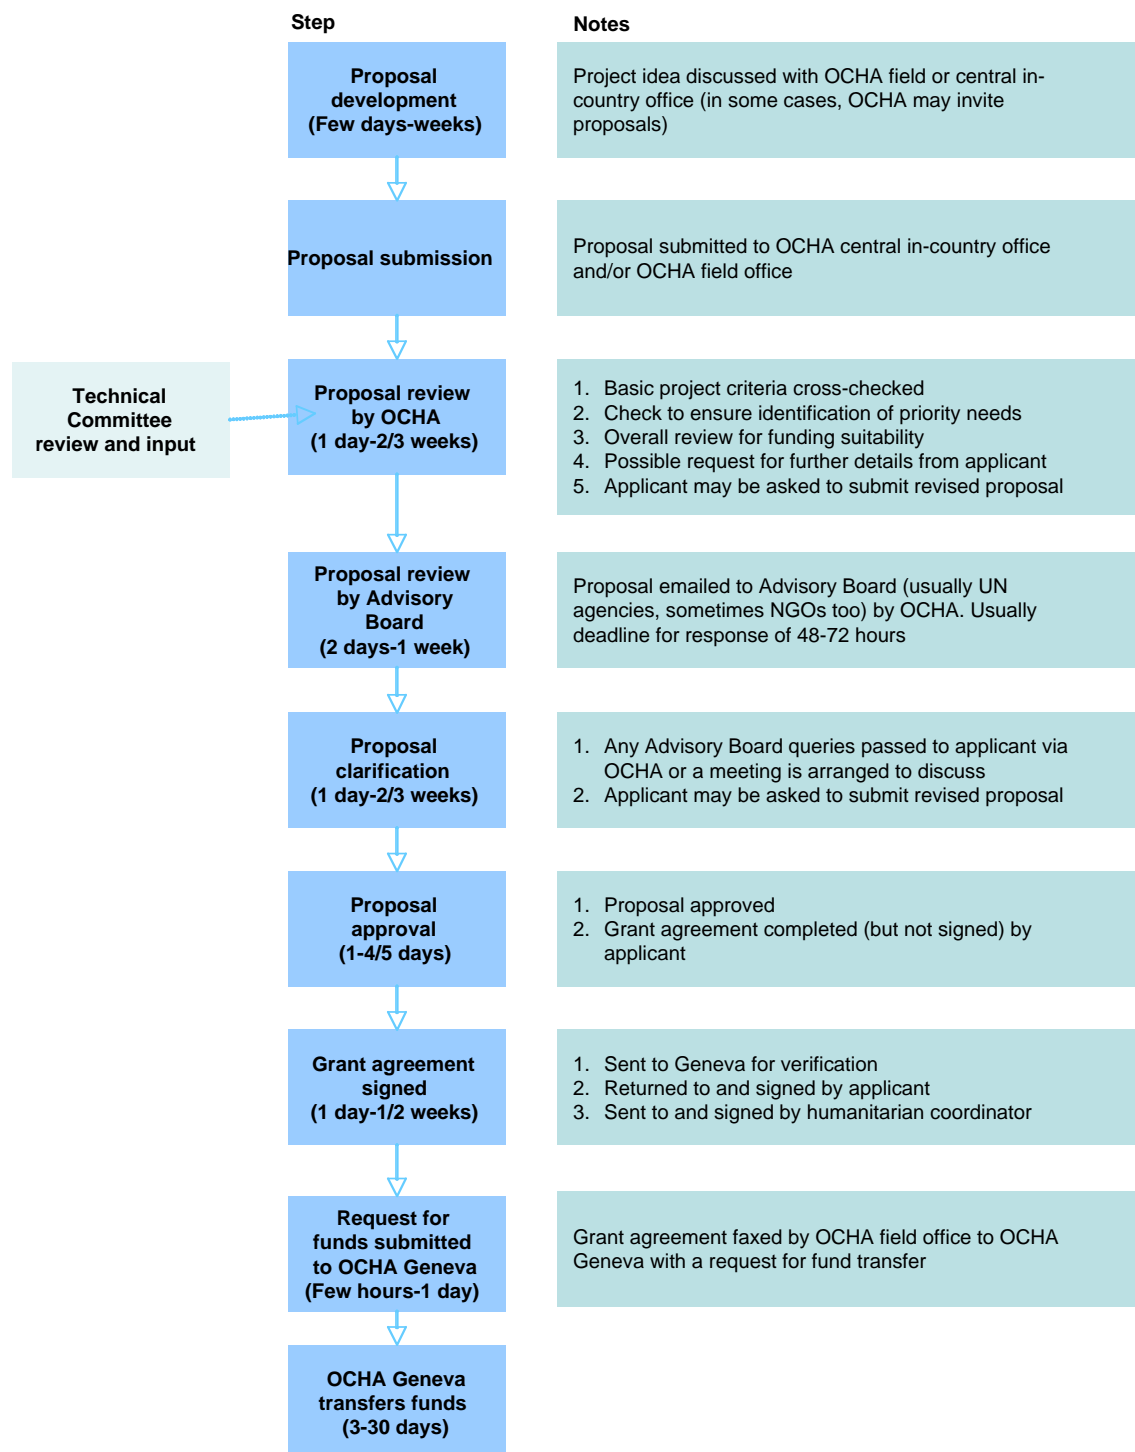 Step
Notes
Proposal
development
(Few days-weeks)
Project idea discussed with OCHA field or central in-
country office (in some cases, OCHA may invite
proposals)
Proposal submission
Proposal submitted to OCHA central in-country office
and/or OCHA field office
Technical
Committee
review and input
Proposal review
by OCHA
(1 day-2/3 weeks)
1. Basic project criteria cross-checked
2. Check to ensure identification of priority needs
3. Overall review for funding suitability
4. Possible request for further details from applicant
5. Applicant may be asked to submit revised proposal
Proposal review
by Advisory
Board
(2 days-1 week)
Proposal emailed to Advisory Board (usually UN
agencies, sometimes NGOs too) by OCHA. Usually
deadline for response of 48-72 hours
Proposal
clarification
(1 day-2/3 weeks)
1. Any Advisory Board queries passed to applicant via
OCHA or a meeting is arranged to discuss
2. Applicant may be asked to submit revised proposal
Proposal
approval
(1-4/5 days)
1. Proposal approved
2. Grant agreement completed (but not signed) by
applicant
Grant agreement
signed
(1 day-1/2 weeks)
1. Sent to Geneva for verification
2. Returned to and signed by applicant
3. Sent to and signed by humanitarian coordinator
Request for
funds submitted
to OCHA Geneva
(Few hours-1 day)
Grant agreement faxed by OCHA field office to OCHA
Geneva with a request for fund transfer
OCHA Geneva
transfers funds
(3-30 days)